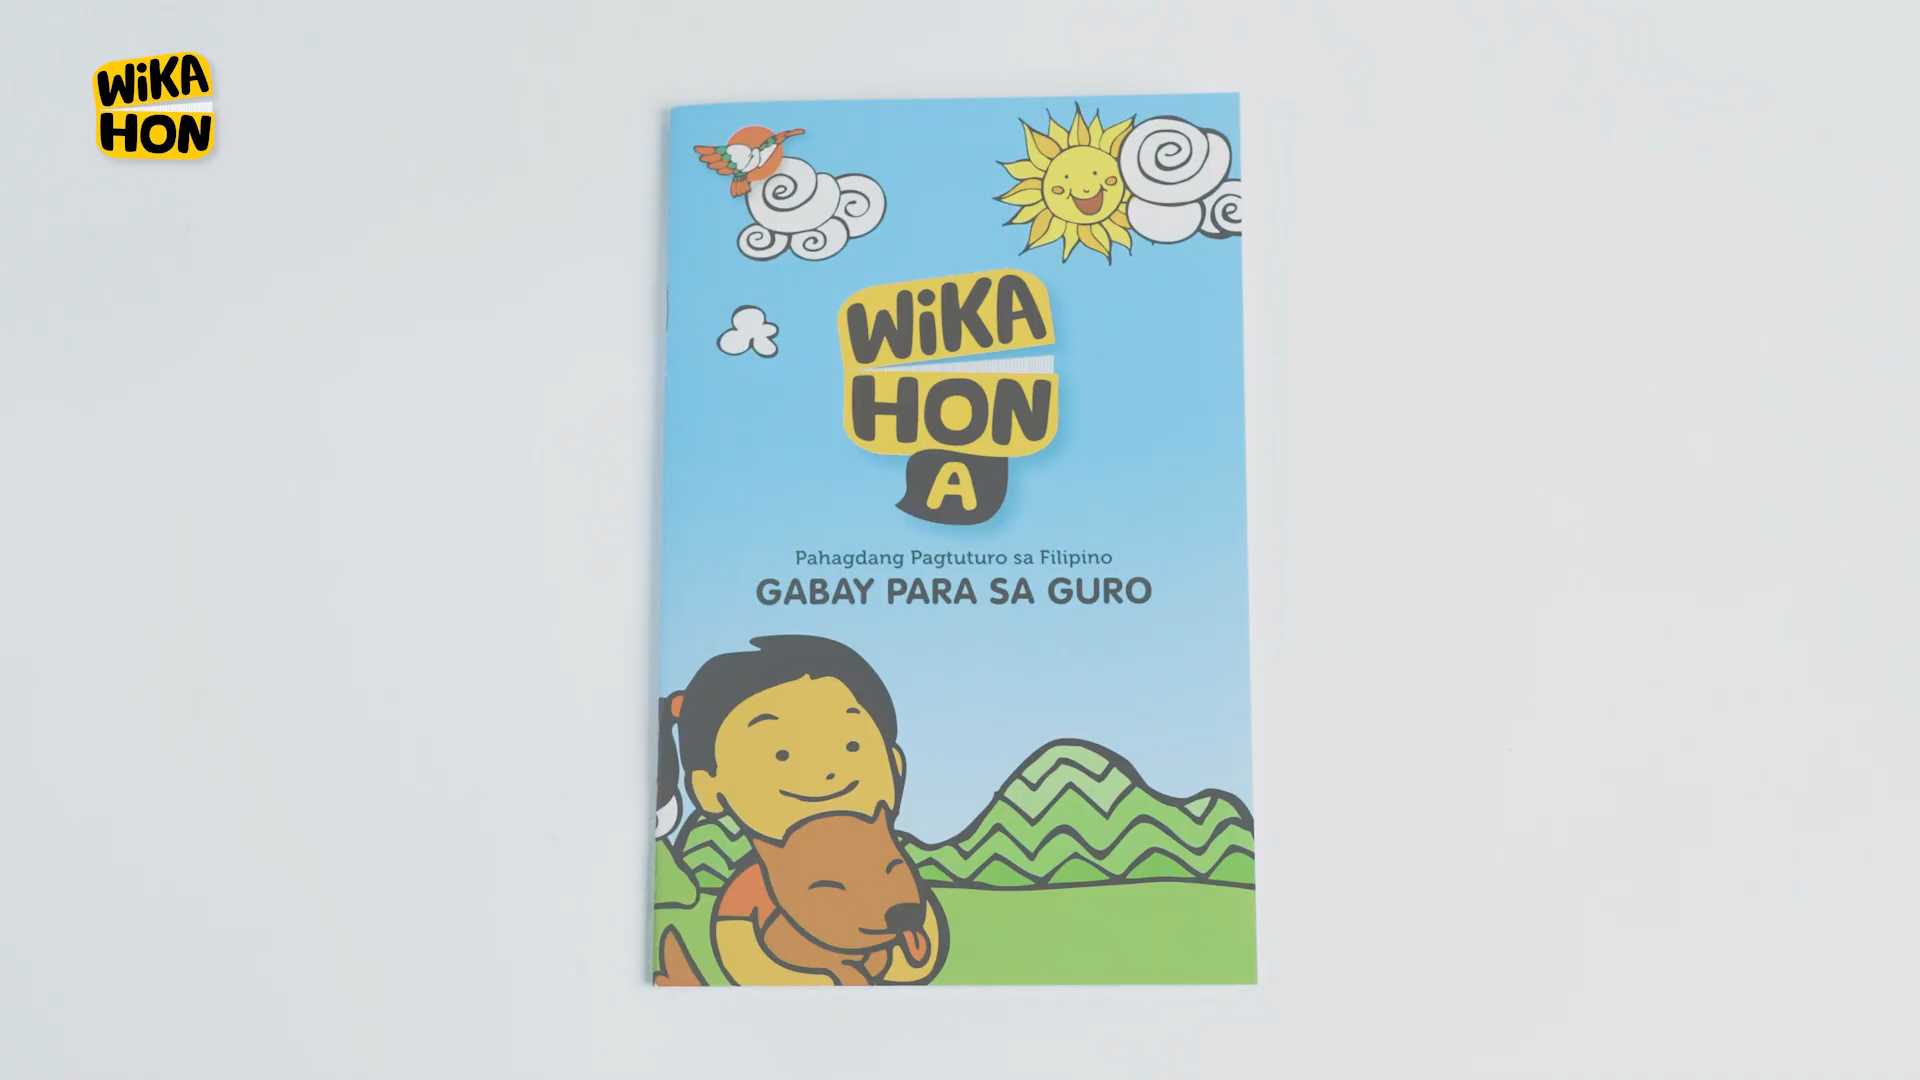 WiKA
HON
WiKA
HON
A
Pahagdang Pagtuturo sa Filipino
GABAY PARA SA GURO